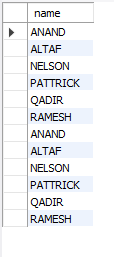 name
ANAND
ALTAF
NELSON
PATTRICK
QADIR
RAMESH
ANAND
ALTAF
NELSON
PATTRICK
QADIR
RAMESH